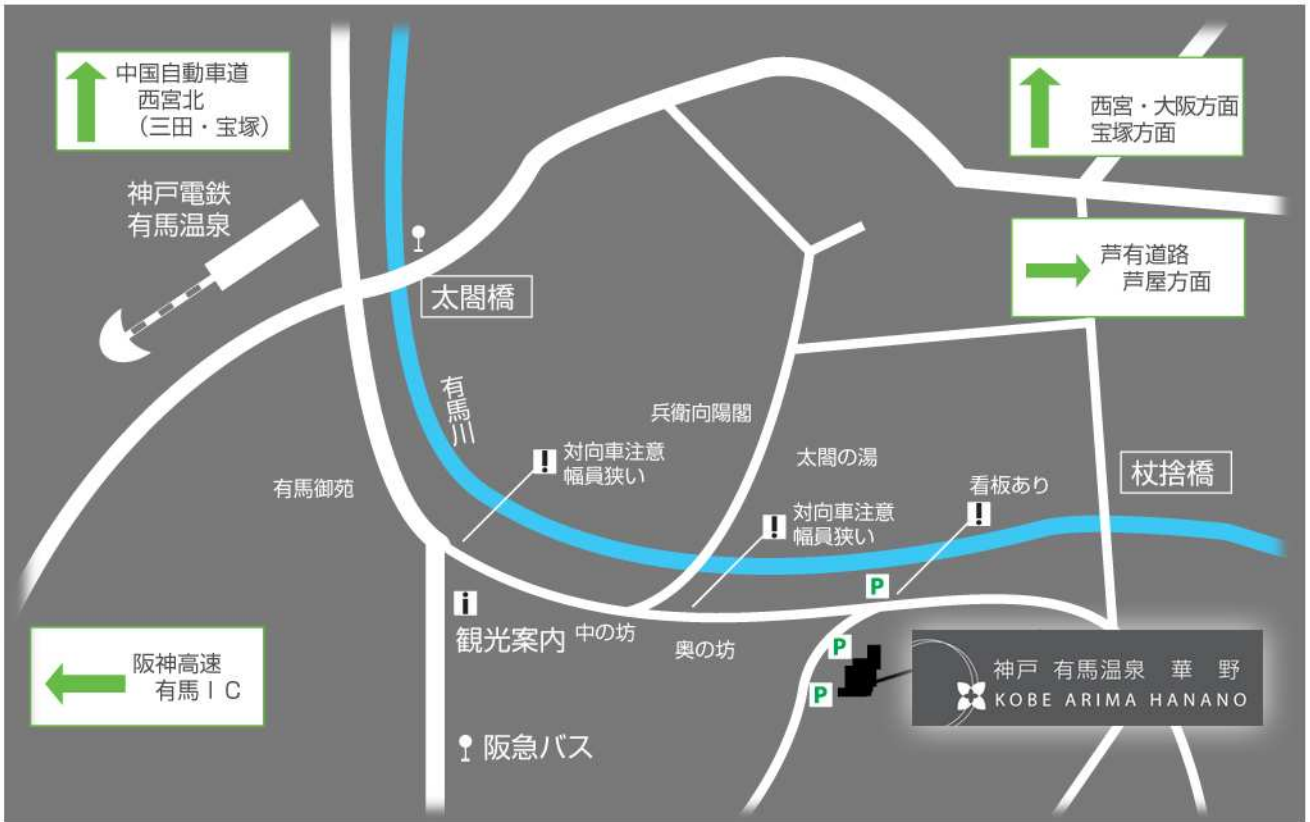 中国自動車道
西宮北
（三田・宝塚）
西宮・大阪方面
宝塚方面
神戸電鉄
有馬温泉
芦有道路
芦屋方面
太閤橋
有馬川
兵衛向陽閣
対向車注意
幅員狭い
太閤の湯
杖捨橋
有馬御苑
看板あり
対向車注意
幅員狭い
P
観光案内
中の坊
奥の坊
P
P
阪神高速
有馬ＩＣ
神戸 有馬温泉 華 野
KOBE ARIMA HANANO
阪急バス